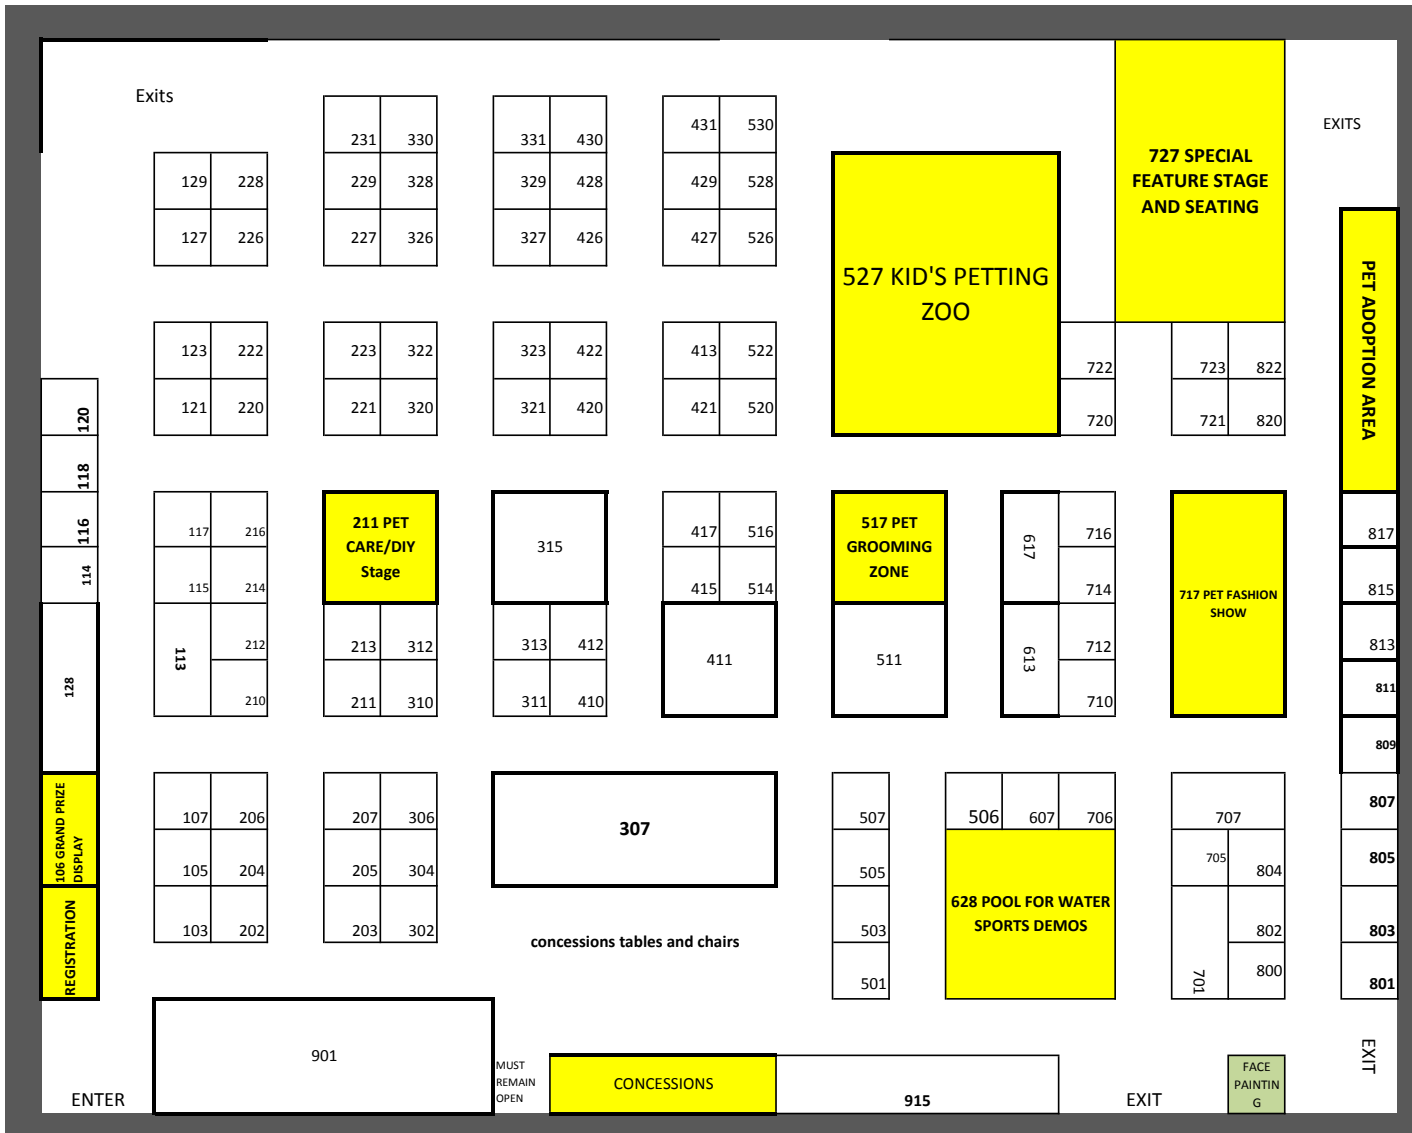 Exits
EXITS
231 330 331 430 431 530
727 SPECIAL
FEATURE STAGE
AND SEATING
129 228 229 328 329 428 429 528
127 226 227 326 327 426 427 526
527 KID'S PETTING
ZOO
PET ADOPTION AREA
123 222 223 322 323 422 413 522 722 723 822
120 121 220 221 320 321 420 421 520 720 721 820
118
116 117 216
211 PET
CARE/DIY
Stage
315
417 516
517 PET
GROOMING
ZONE
617 716 817
114 115 214 415 514 714
717 PET FASHION
SHOW
815
128 113 212 213 312 313 412 411 511 613 712 813
210 211 310 311 410 710 811
809
106 GRAND PRIZE
DISPLAY
107 206 207 306 307 507 506 607 706 707 807
105 204 205 304 505 705 804 805
REGISTRATION
628 POOL FOR WATER
SPORTS DEMOS
103 202 203 302
concessions tables and chairs
503 802 803
501 701 800 801
901
MUST
REMAIN
OPEN
CONCESSIONS
915
EXIT
FACE
PAINTIN
G
EXIT
ENTER